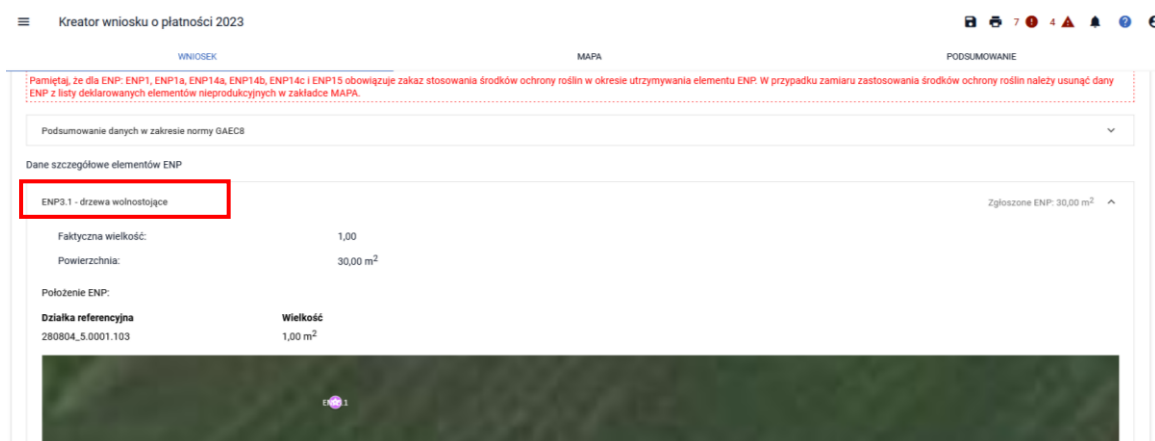 Kreator wniosku o płatności 2023
7 4
WNIOSEK MAPA PODSUMOWANIE
Pamiętaj, że dla ENP: ENP1, ENP1a, ENP14a, ENP14b, ENP14c i ENP15 obowiązuje zakaz stosowania środków ochrony roślin w okresie utrzymywania elementu ENP. W przypadku zamiaru zastosowania środków ochrony roślin należy usunąć dany
ENP z listy deklarowanych elementów nieprodukcyjnych w zakładce MAPA.
Podsumowanie danych w zakresie normy GAEC8
Dane szczegółowe elementów ENP
ENP3.1 - drzewa wolnostojące Zgłoszone ENP: 30,00 m²
Faktyczna wielkość: 1,00
Powierzchnia: 30,00 m²
Położenie ENP:
Działka referencyjna Wielkość
280804_5.0001.103 1,00 m²